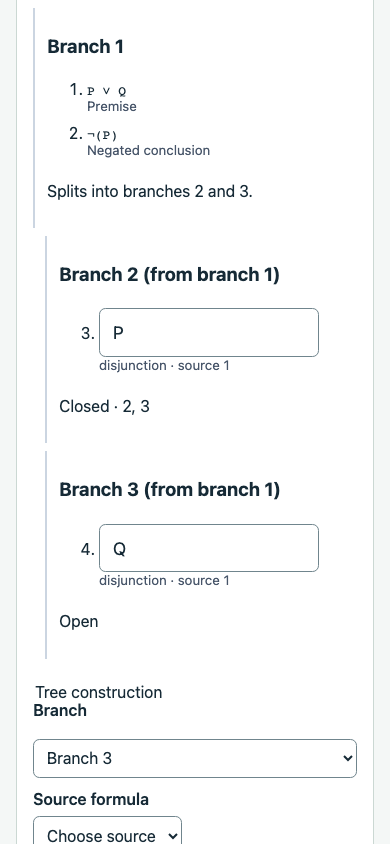 Branch 1
1. P ∨ Q
Premise
2. ¬(P)
Negated conclusion
Splits into branches 2 and 3.
Branch 2 (from branch 1)
3. P
disjunction · source 1
Closed · 2, 3
Branch 3 (from branch 1)
4. Q
disjunction · source 1
Open
Tree construction
Branch
Branch 3
Source formula
Choose source